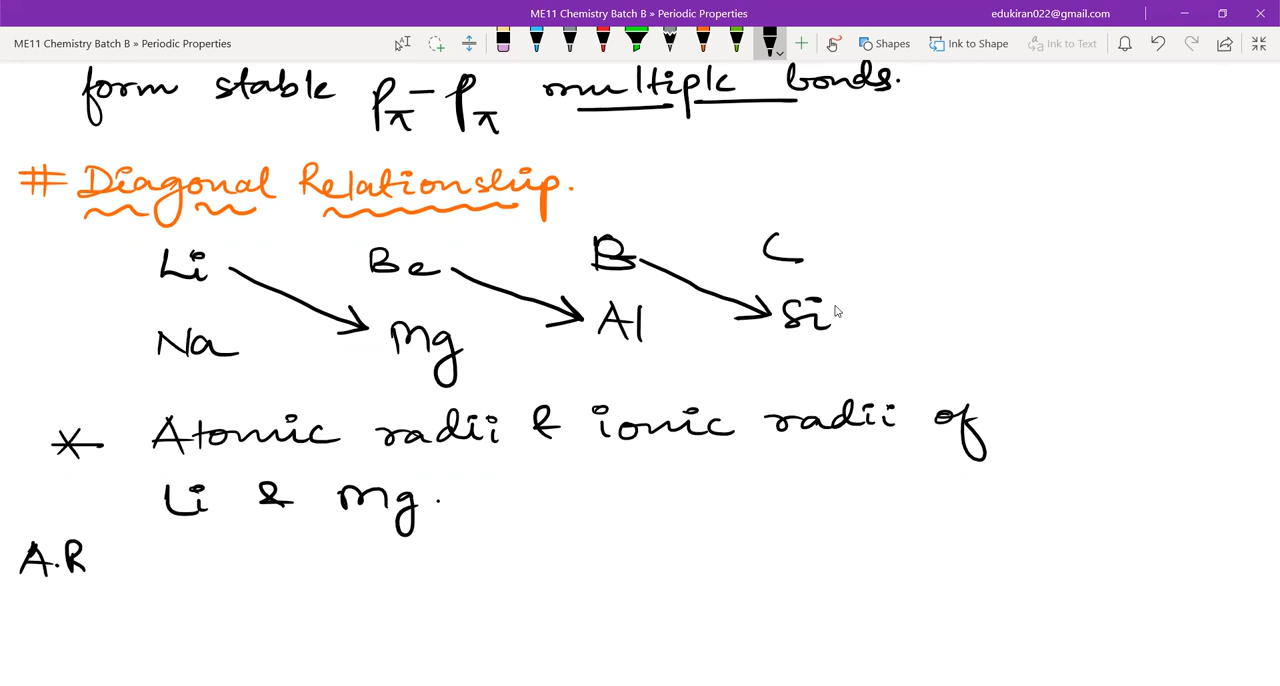 ME11 Chemistry Batch B » Periodic Properties
edukiran022@gmail.com
ME11 Chemistry Batch B » Periodic Properties
Shapes
Ink to Shape
Ink to Text
form stable Pπ - Pπ multiple bonds.
# Diagonal Relationship.
Li Be B C
Na Mg Al Si
* Atomic radii & ionic radii of
Li & Mg.
A.R